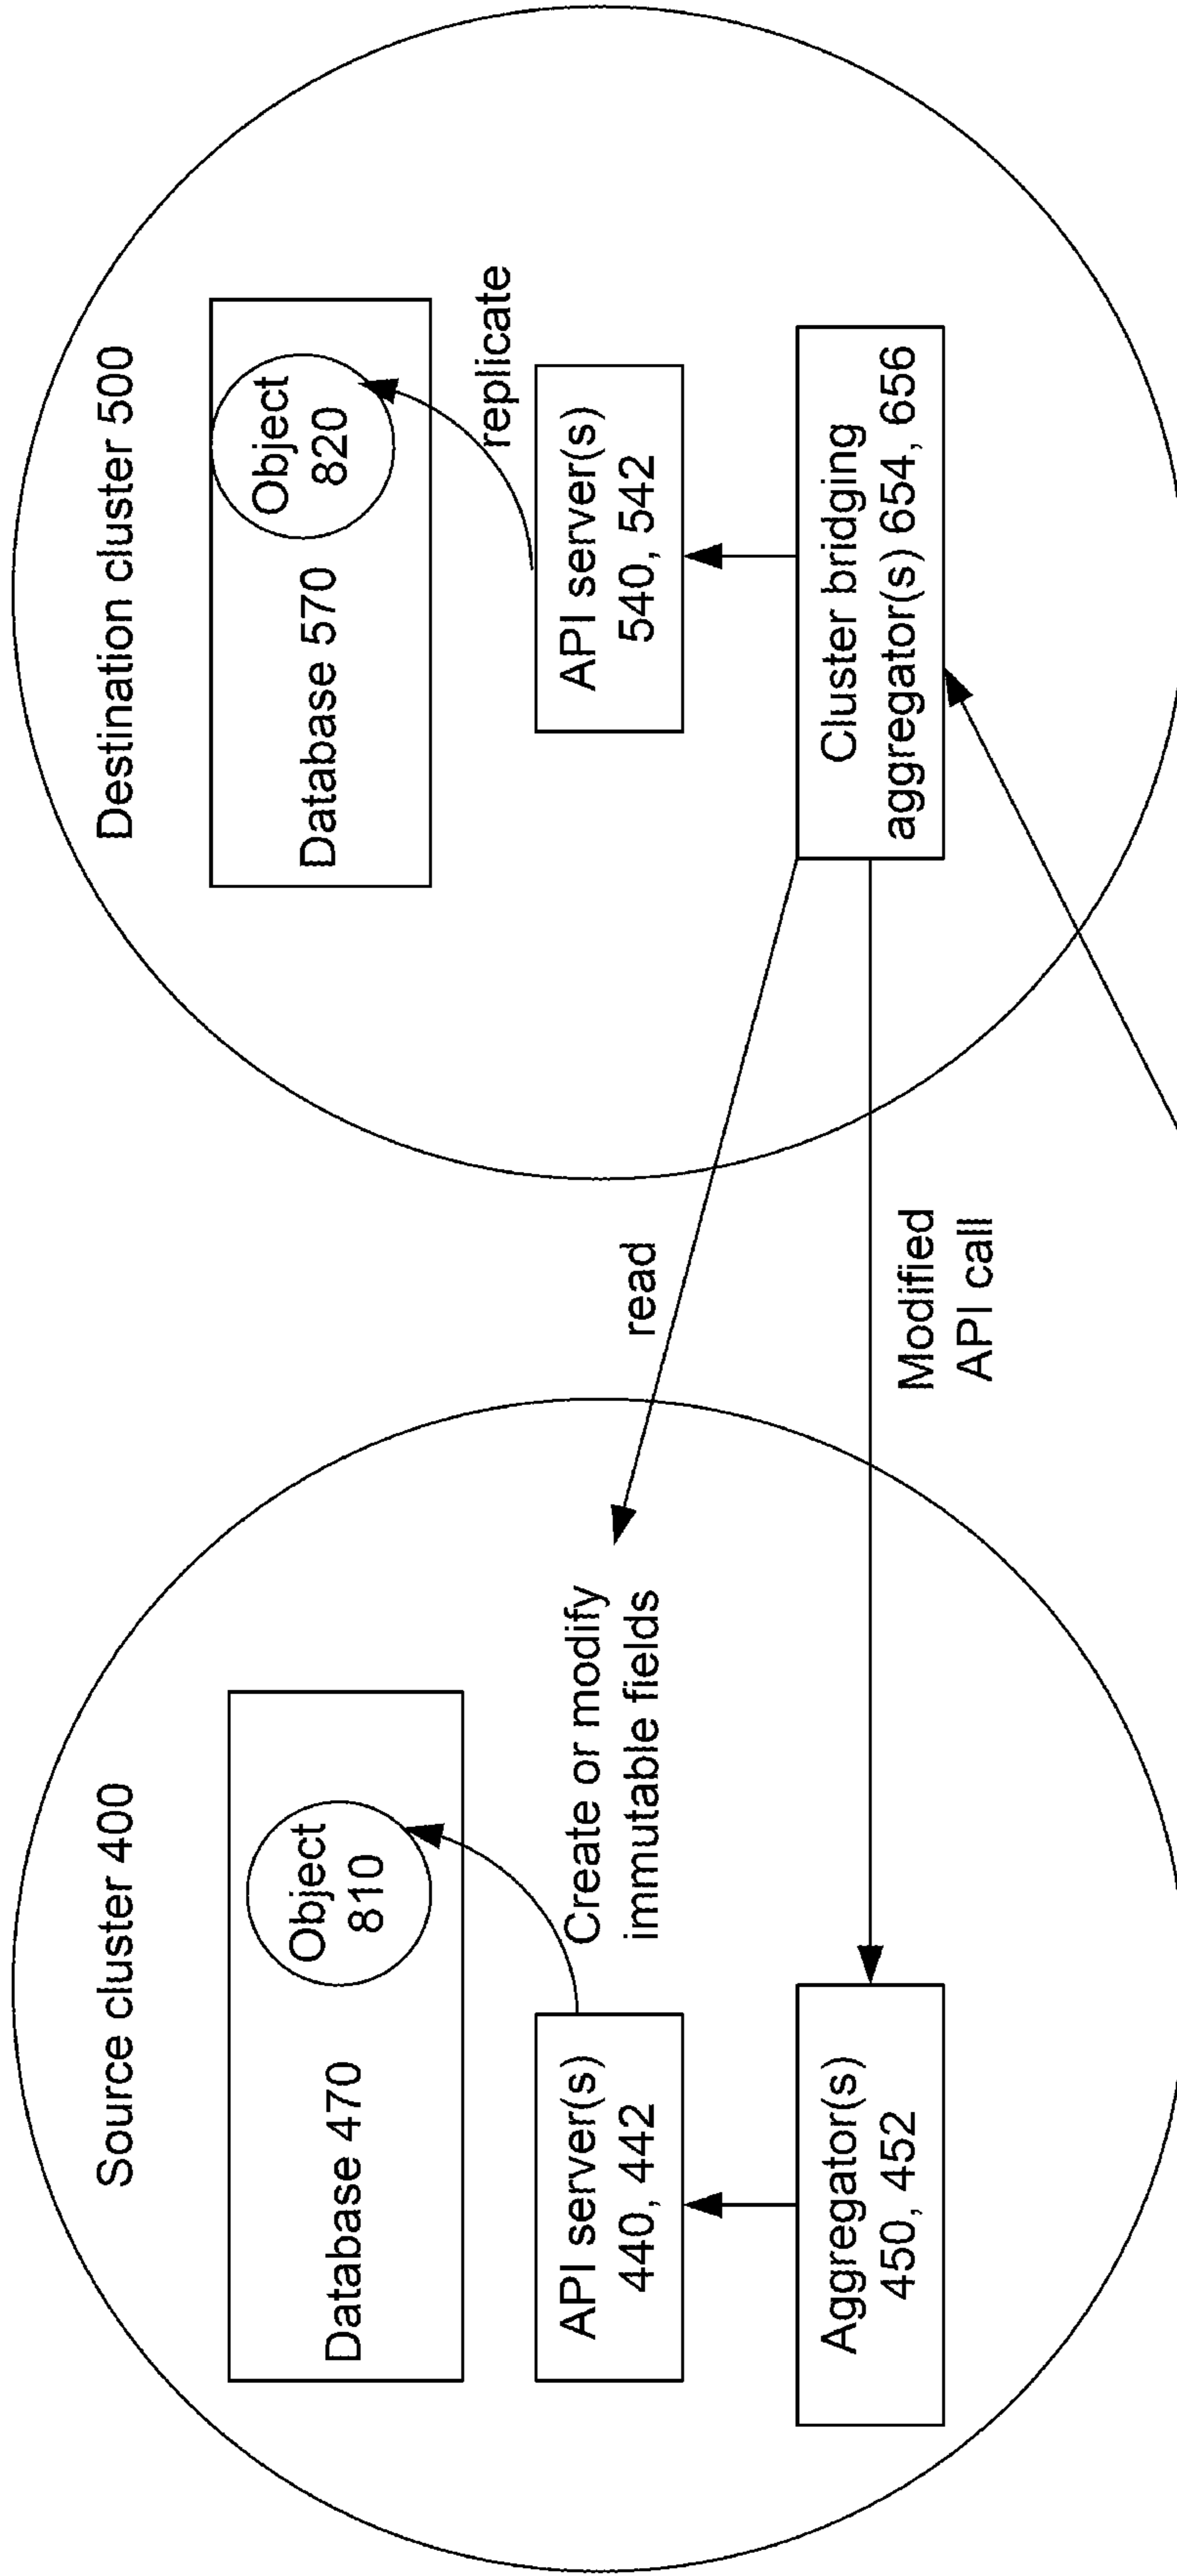 Source cluster 400
Database 470
Object
810
API server(s)
440, 442
Create or modify
immutable fields
Aggregator(s)
450, 452
read
Modified
API call
Destination cluster 500
Database 570
Object
820
replicate
API server(s)
540, 542
Cluster bridging
aggregator(s) 654, 656